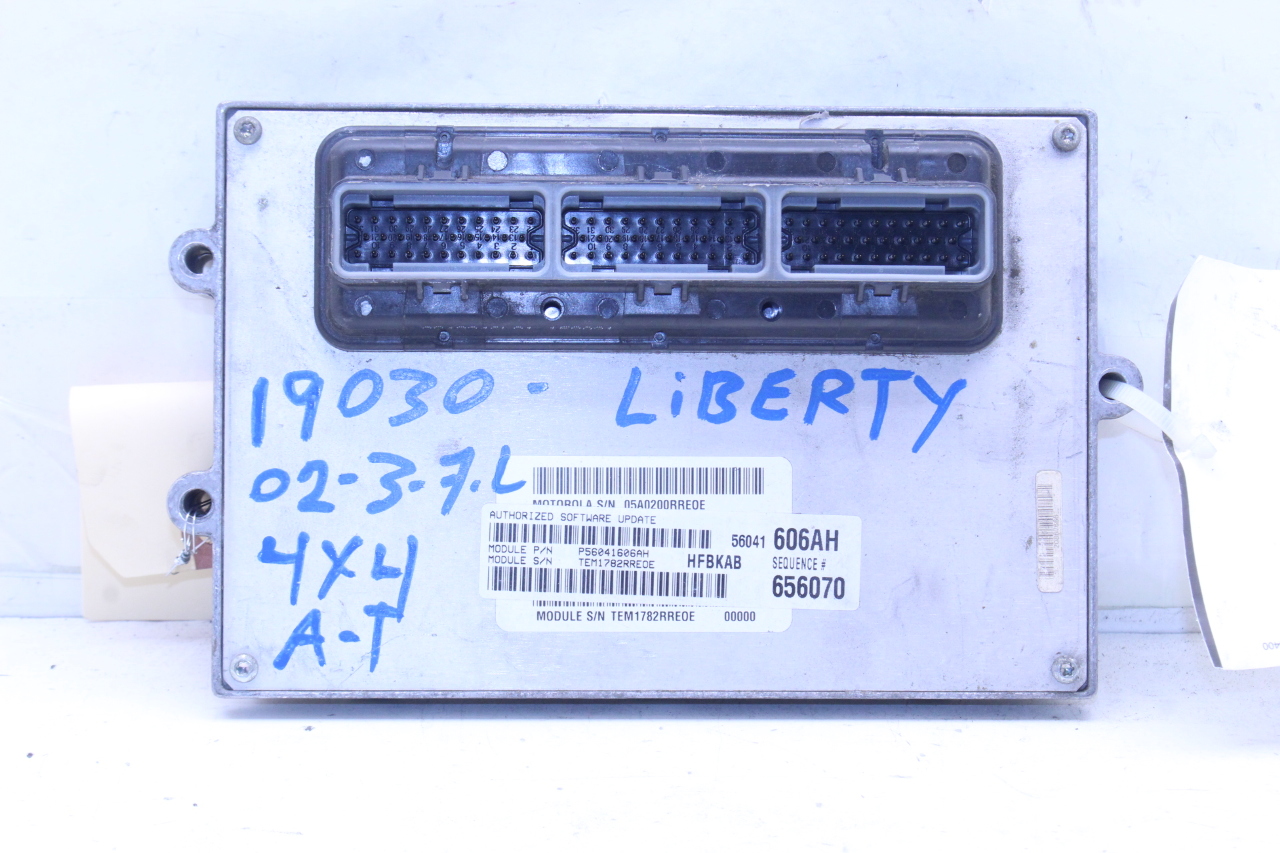 19030 - LiBERTY
02-3.7.L
4X4
A-T
MOTOROLA S/N 05A0200RREOE
AUTHORIZED SOFTWARE UPDATE
56041 606AH
MODULE P/N P56041606AH
MODULE S/N TEM1782RREOE HFBKAB
SEQUENCE #
656070
MODULE S/N TEM1782RREOE 00000